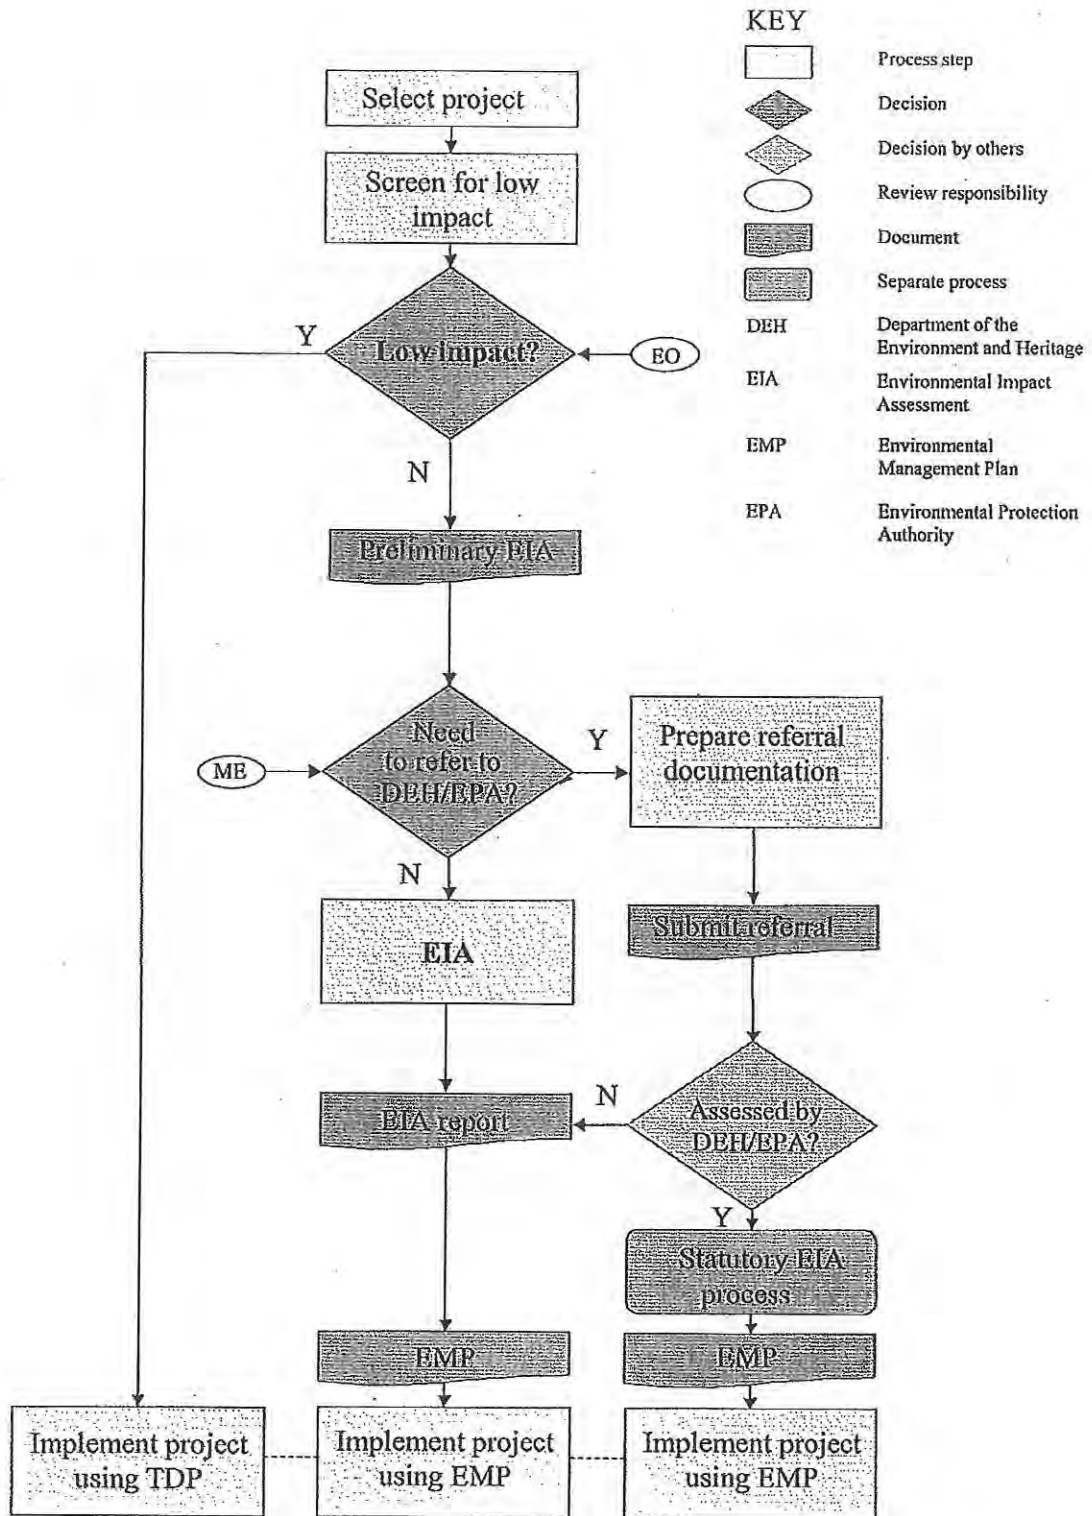 KEY
Process step
Decision
Decision by others
Review responsibility
Document
Separate process
DEH
Department of the
Environment and Heritage
EIA
Environmental Impact
Assessment
EMP
Environmental
Management Plan
EPA
Environmental Protection
Authority
Select project
Screen for low
impact
Y
Low impact?
EO
N
Preliminary EIA
ME
Need
to refer to
DEH/EPA?
Y
Prepare referral
documentation
N
EIA
Submit referral
EIA report
N
Assessed by
DEH/EPA?
Y
Statutory EIA
process
EMP
EMP
Implement project
using TDP
Implement project
using EMP
Implement project
using EMP